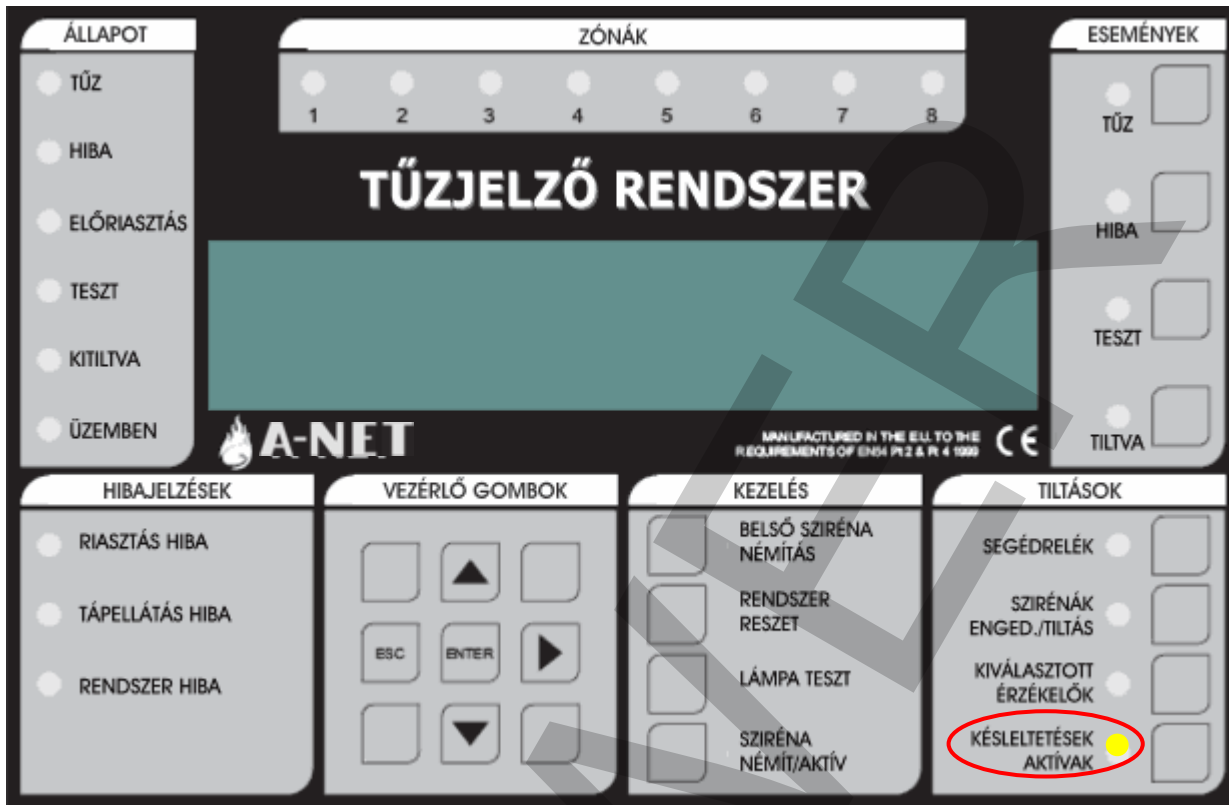 ÁLLAPOT
TŰZ
HIBA
ELŐRIASZTÁS
TESZT
KITILTVA
ÜZEMBEN
ZÓNÁK
1 2 3 4 5 6 7 8
TŰZJELZŐ RENDSZER
A-NET
MANUFACTURED IN THE E.U. TO THE
REQUIREMENTS OF EN54 Pt 2 & Pt 4 1999
CE
ESEMÉNYEK
TŰZ
HIBA
TESZT
TILTVA
HIBAJELZÉSEK
RIASZTÁS HIBA
TÁPELLÁTÁS HIBA
RENDSZER HIBA
VEZÉRLŐ GOMBOK
ESC ENTER
KEZELÉS
BELSŐ SZIRÉNA
NÉMÍTÁS
RENDSZER
RESZET
LÁMPA TESZT
SZIRÉNA
NÉMÍT/AKTÍV
TILTÁSOK
SEGÉDRELÉK
SZIRÉNÁK
ENGED./TILTÁS
KIVÁLASZTOTT
ÉRZÉKELŐK
KÉSLELTETÉSEK
AKTÍVAK